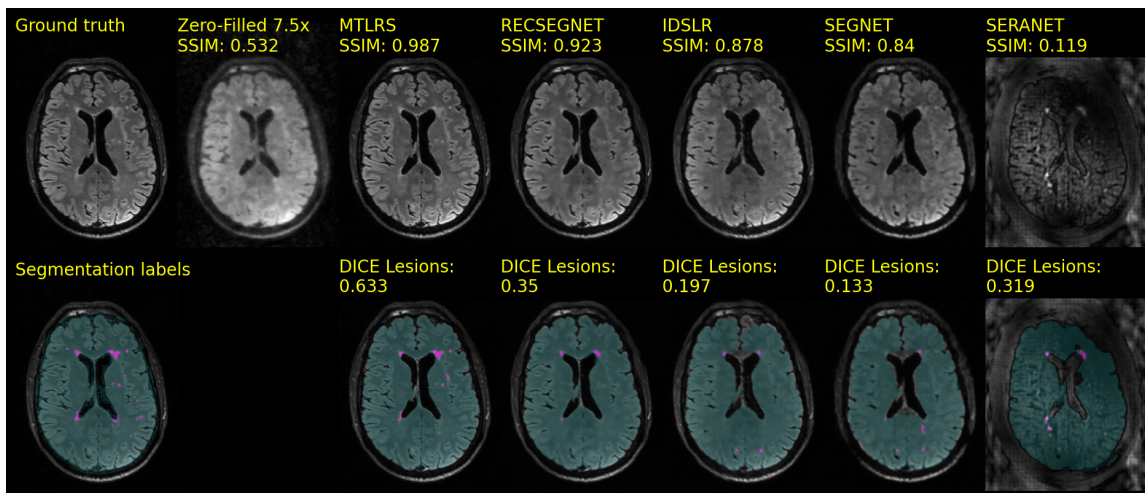 Ground truth
Zero-Filled 7.5x
SSIM: 0.532
MTLRS
SSIM: 0.987
RECSEGNET
SSIM: 0.923
IDSLR
SSIM: 0.878
SEGNET
SSIM: 0.84
SERANET
SSIM: 0.119
Segmentation labels
DICE Lesions:
0.633
DICE Lesions:
0.35
DICE Lesions:
0.197
DICE Lesions:
0.133
DICE Lesions:
0.319